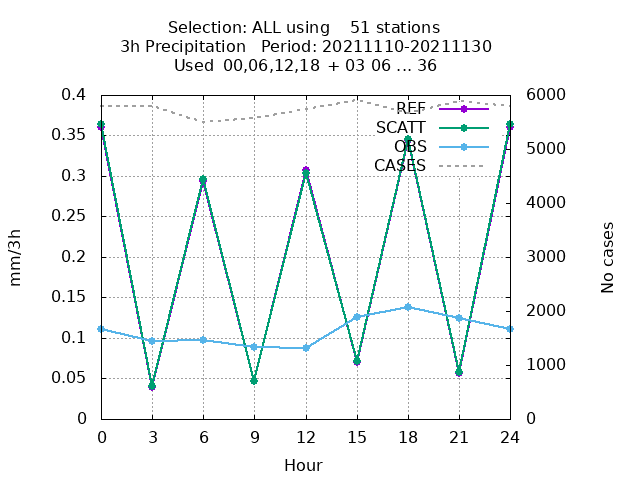 Selection: ALL using    51 stations
3h Precipitation   Period: 20211110-20211130
Used  00,06,12,18 + 03 06 ... 36
0.4
0.35
0.3
0.25
0.2
0.15
0.1
0.05
0
6000
5000
4000
3000
2000
1000
0
REF
SCATT
OBS
CASES
mm/3h
No cases
0 3 6 9 12 15 18 21 24
Hour